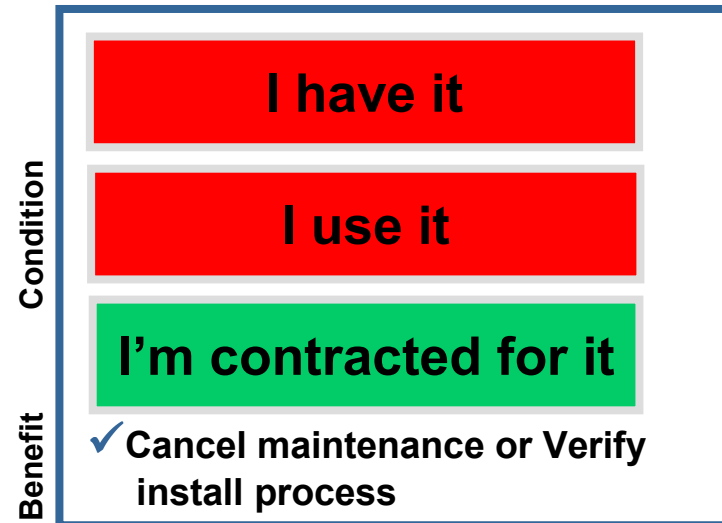 I have it
I use it
I’m contracted for it
Condition
Benefit
✓Cancel maintenance or Verify
install process